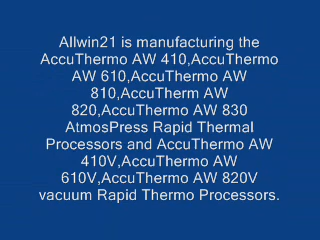 Allwin21 is manufacturing the
AccuThermo AW 410,AccuThermo
AW 610,AccuThermo AW
810,AccuTherm AW
820,AccuThermo AW 830
AtmosPress Rapid Thermal
Processors and AccuThermo AW
410V,AccuThermo AW
610V,AccuThermo AW 820V
vacuum Rapid Thermo Processors.